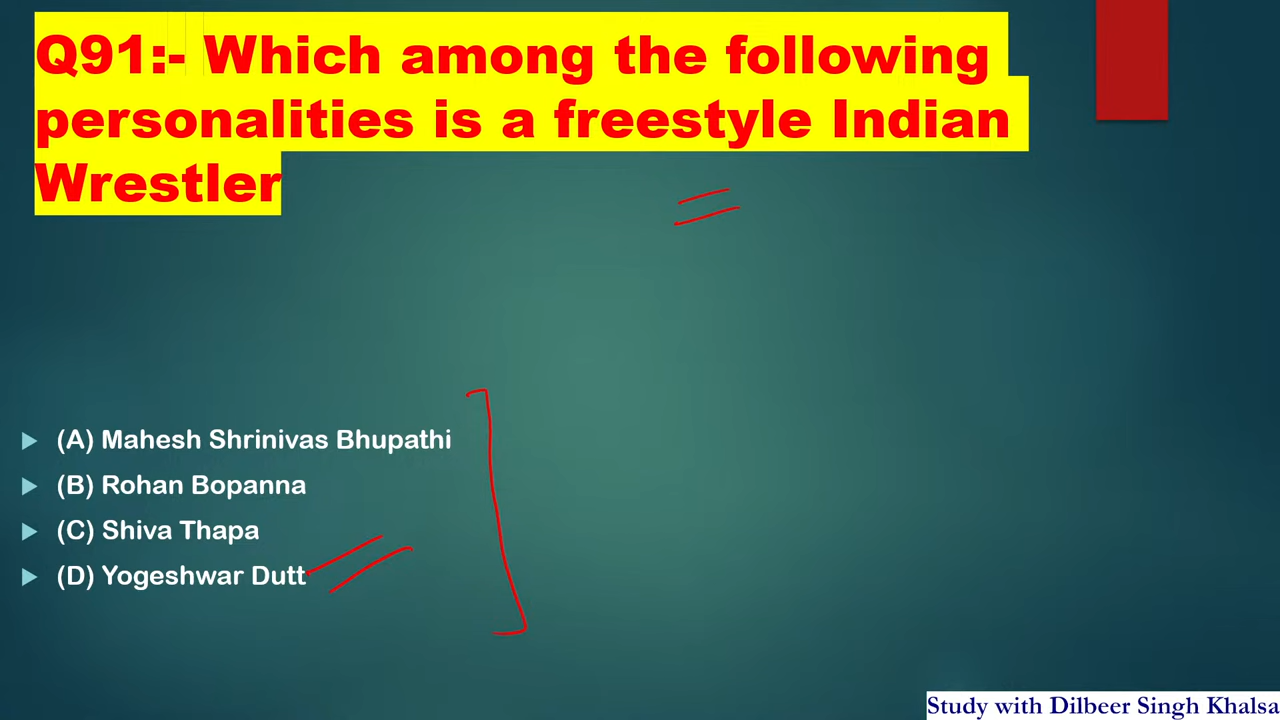 Q91:- Which among the following
personalities is a freestyle Indian
Wrestler
(A) Mahesh Shrinivas Bhupathi
(B) Rohan Bopanna
(C) Shiva Thapa
(D) Yogeshwar Dutt
Study with Dilbeer Singh Khalsa